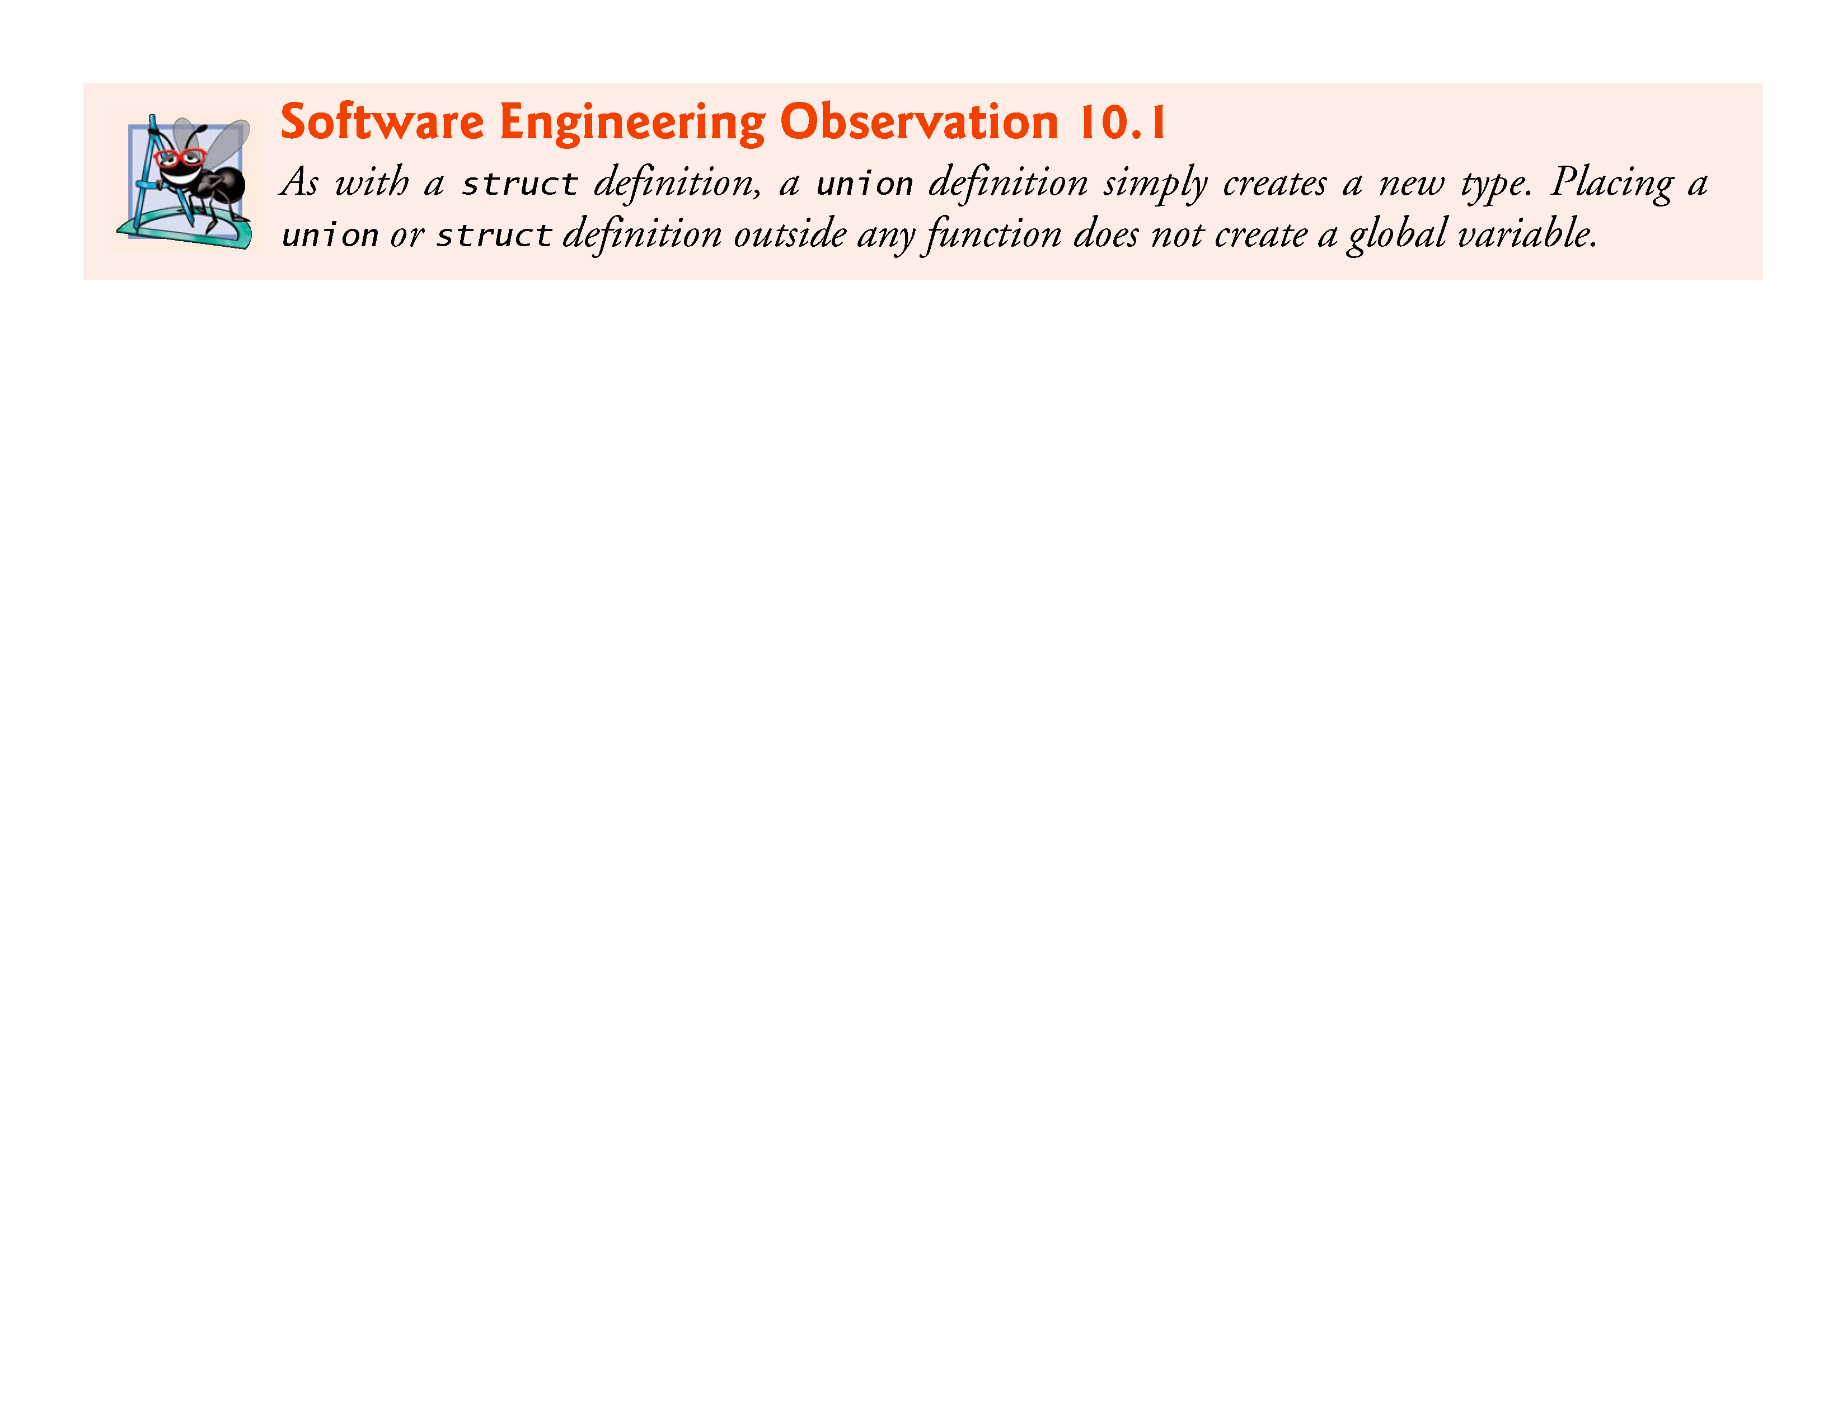 Software Engineering Observation 10.1
As with a struct definition, a union definition simply creates a new type. Placing a
union or struct definition outside any function does not create a global variable.